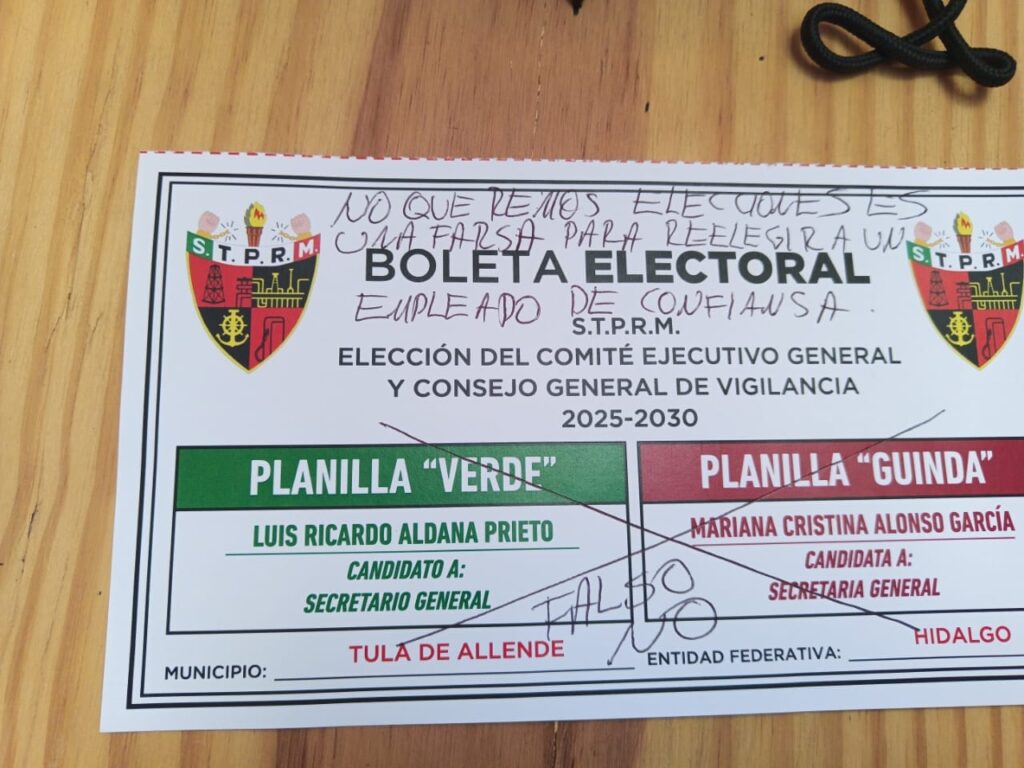 NO QUEREMOS ELECCIONES ES
UNA FARSA PARA REELEGIR A UN
BOLETA ELECTORAL
EMPLEADO DE CONFIANSA.
S.T.P.R.M.
S.T.P.R.M.
S.T.P.R.M.
ELECCIÓN DEL COMITÉ EJECUTIVO GENERAL
Y CONSEJO GENERAL DE VIGILANCIA
2025-2030
PLANILLA “VERDE”
LUIS RICARDO ALDANA PRIETO
CANDIDATO A:
SECRETARIO GENERAL
PLANILLA “GUINDA”
MARIANA CRISTINA ALONSO GARCÍA
CANDIDATA A:
SECRETARIA GENERAL
FALSO
NO
MUNICIPIO: TULA DE ALLENDE
ENTIDAD FEDERATIVA: HIDALGO